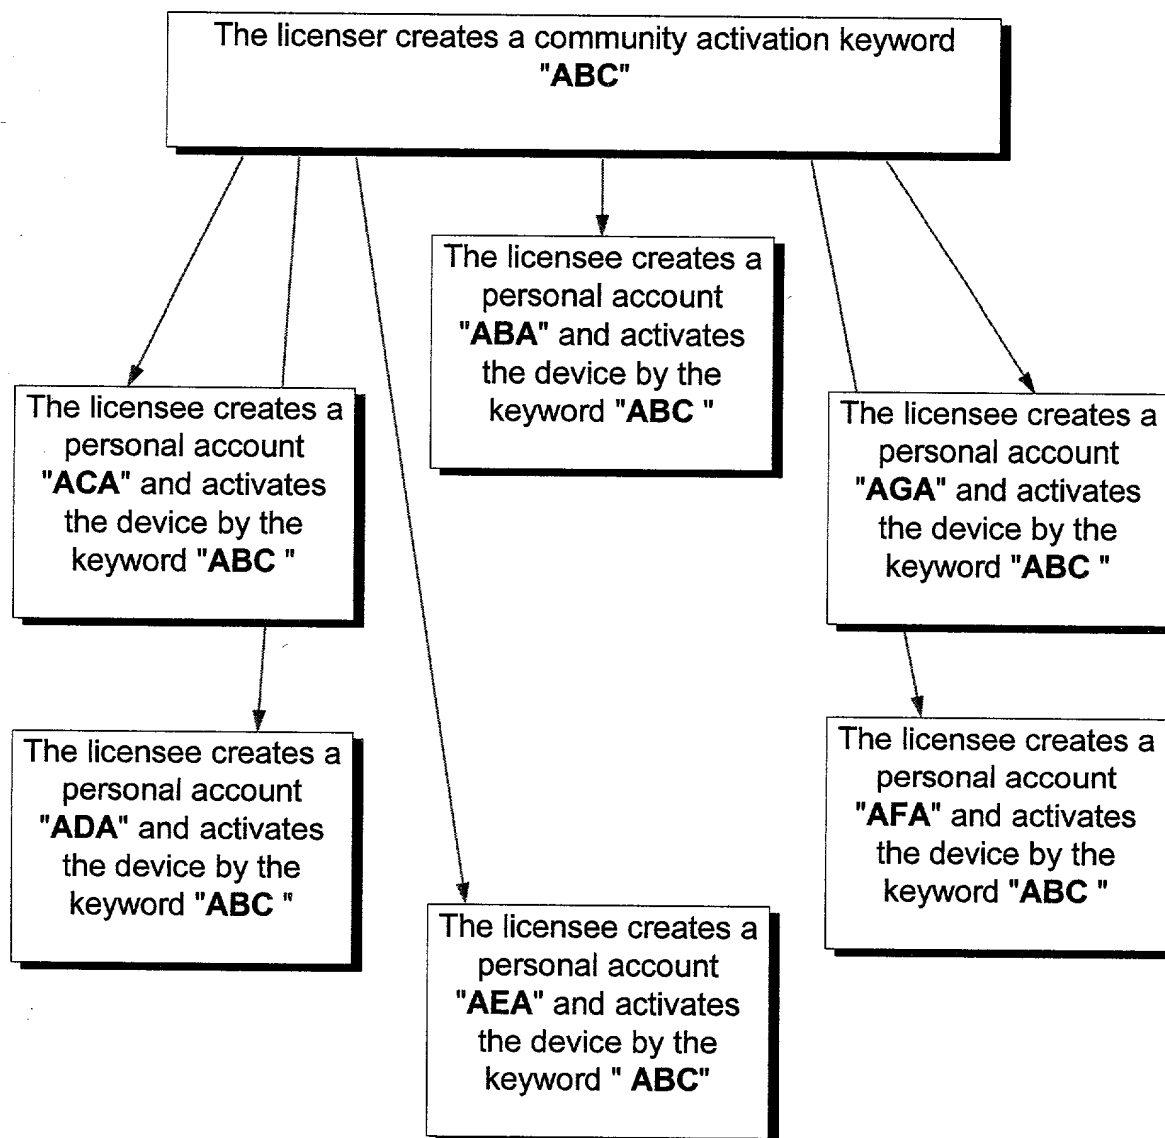 The licenser creates a community activation keyword
"ABC"
The licensee creates a
personal account
"ABA" and activates
the device by the
keyword "ABC "
The licensee creates a
personal account
"ACA" and activates
the device by the
keyword "ABC "
The licensee creates a
personal account
"AGA" and activates
the device by the
keyword "ABC "
The licensee creates a
personal account
"ADA" and activates
the device by the
keyword "ABC "
The licensee creates a
personal account
"AFA" and activates
the device by the
keyword "ABC "
The licensee creates a
personal account
"AEA" and activates
the device by the
keyword " ABC"